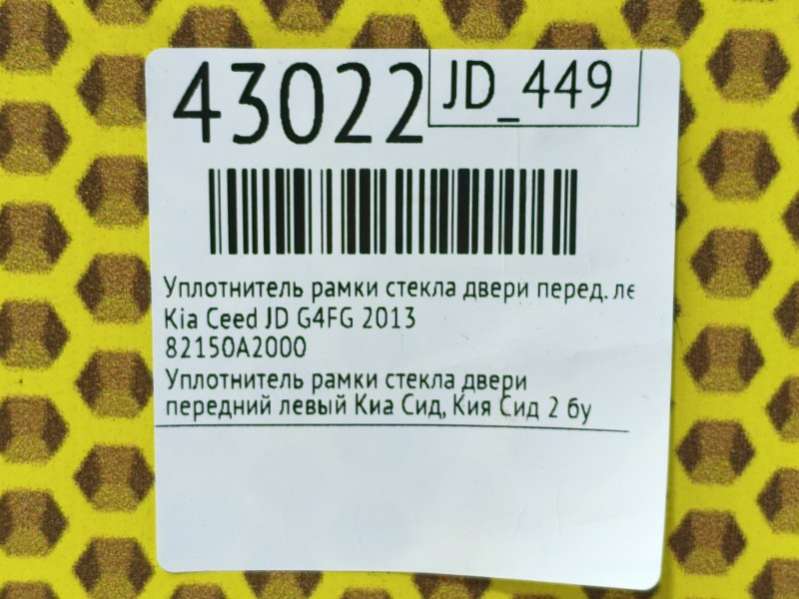 43022
JD_449
Уплотнитель рамки стекла двери перед. ле
Kia Ceed JD G4FG 2013
82150A2000
Уплотнитель рамки стекла двери
передний левый Киа Сид, Кия Сид 2 бу